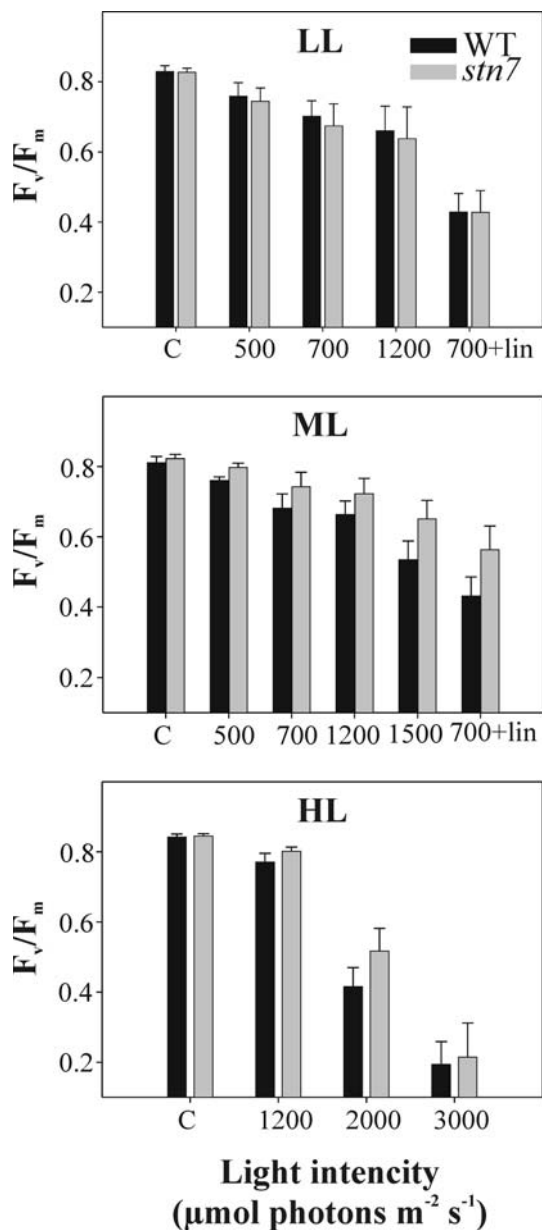 LL
WT
stn7
Fv/Fm
0.8
0.6
0.4
0.2
C 500 700 1200 700+lin
ML
Fv/Fm
0.8
0.6
0.4
0.2
C 500 700 1200 1500 700+lin
HL
Fv/Fm
0.8
0.6
0.4
0.2
C 1200 2000 3000
Light intencity
(µmol photons m⁻² s⁻¹)